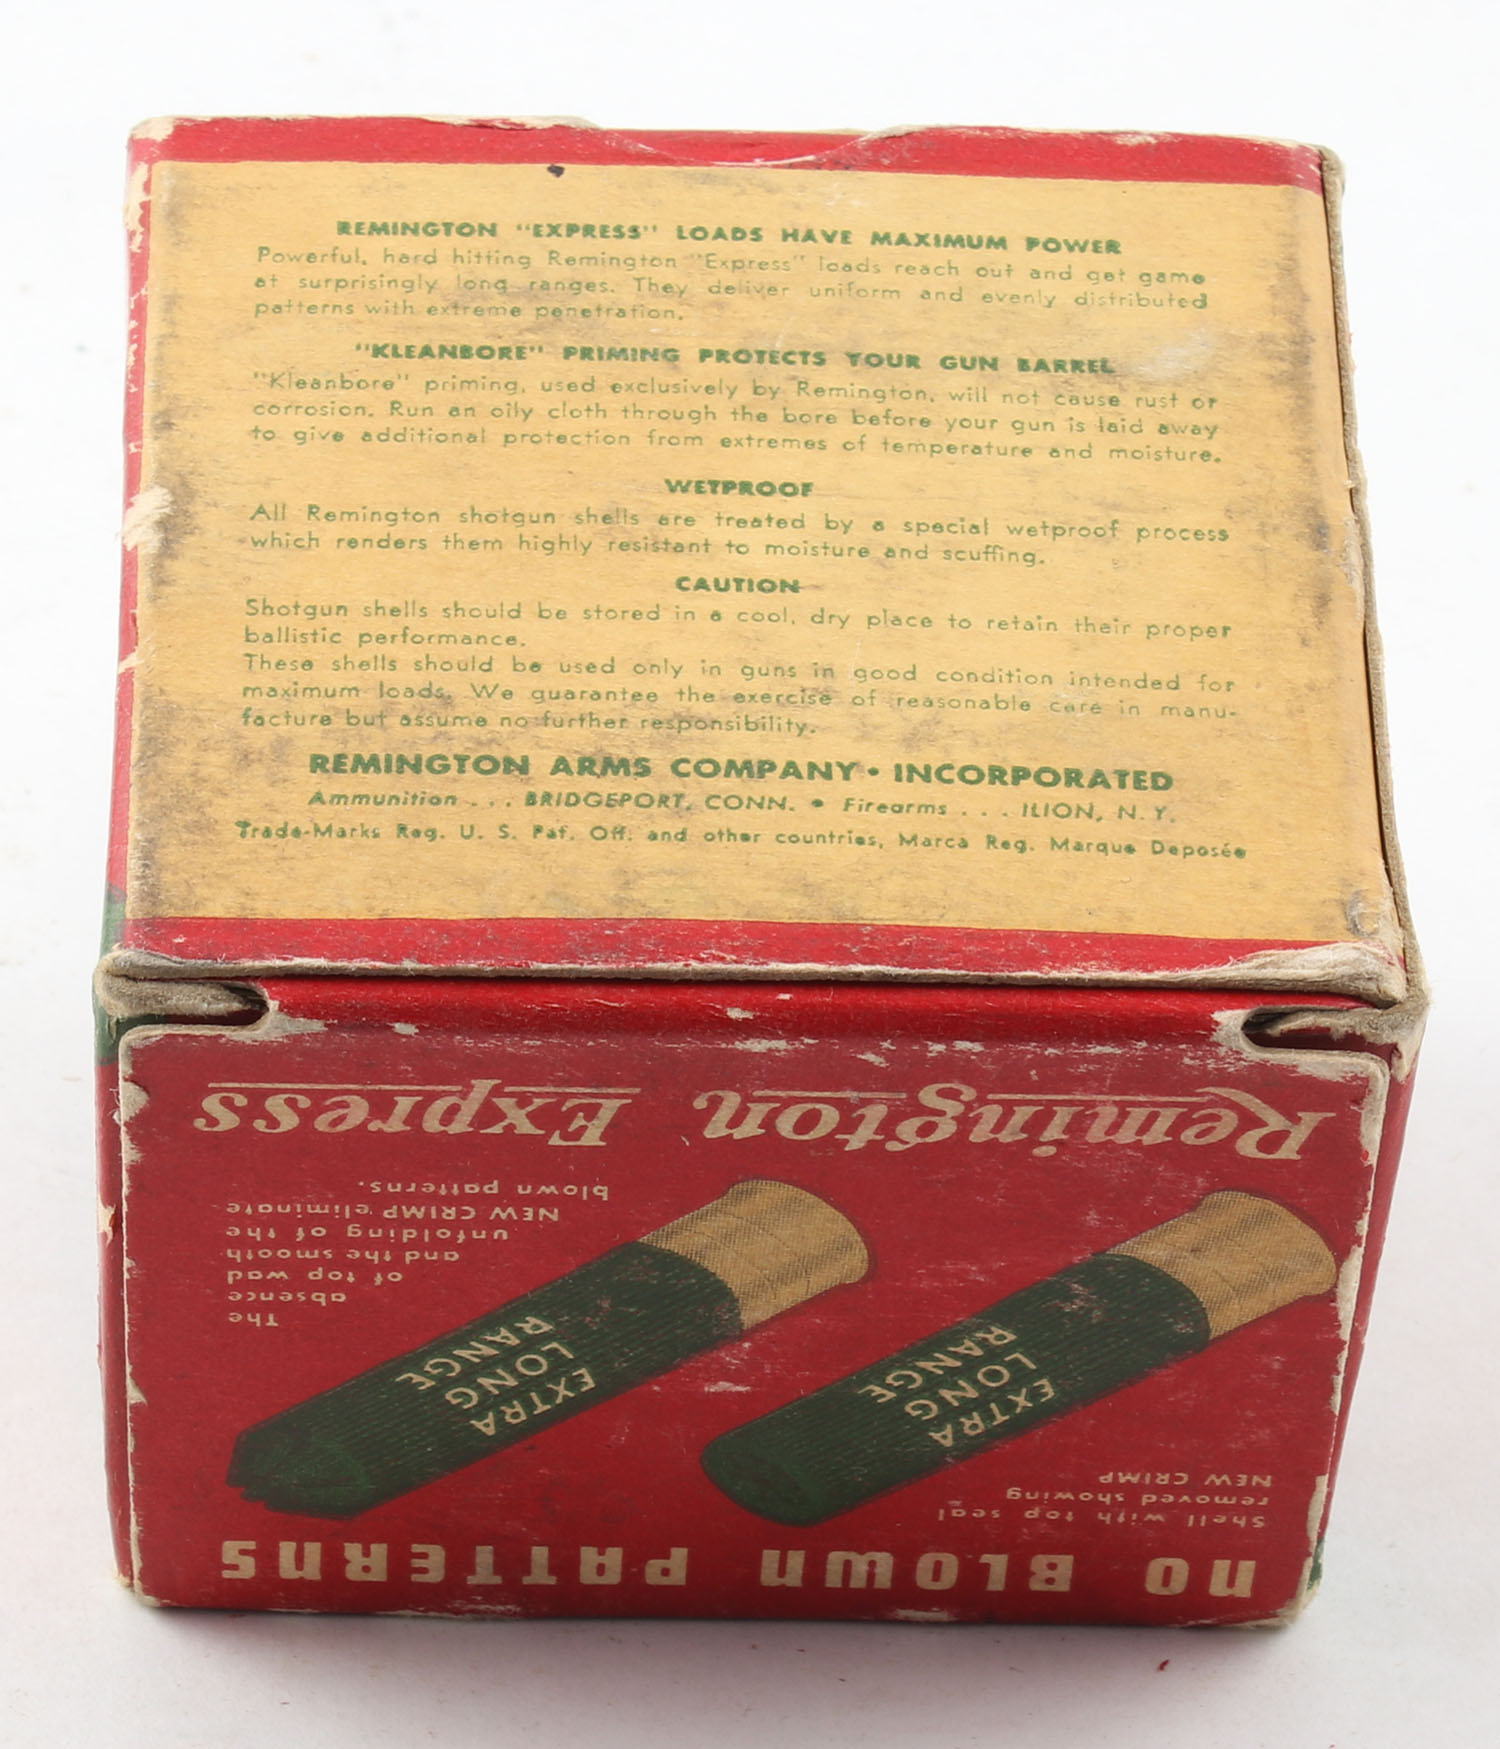 REMINGTON "EXPRESS" LOADS HAVE MAXIMUM POWER
Powerful, hard hitting Remington "Express" loads reach out and get game
at surprisingly long ranges. They deliver uniform and evenly distributed
patterns with extreme penetration.
"KLEANBORE" PRIMING PROTECTS YOUR GUN BARREL
"Kleanbore" priming, used exclusively by Remington, will not cause rust or
corrosion. Run an oily cloth through the bore before your gun is laid away
to give additional protection from extremes of temperature and moisture.
WETPROOF
All Remington shotgun shells are treated by a special wetproof process
which renders them highly resistant to moisture and scuffing.
CAUTION
Shotgun shells should be stored in a cool, dry place to retain their proper
ballistic performance.
These shells should be used only in guns in good condition intended for
maximum loads. We guarantee the exercise of reasonable care in manu-
facture but assume no further responsibility.
REMINGTON ARMS COMPANY • INCORPORATED
Ammunition . . . BRIDGEPORT, CONN. • Firearms . . . ILION, N. Y.
Trade-Marks Reg. U. S. Pat. Off. and other countries, Marca Reg. Marque Deposée
NO BLOWN PATTERNS
Shell with top seal
removed showing
NEW CRIMP
EXTRA
LONG
RANGE
EXTRA
LONG
RANGE
The
absence
of top wad
and the smooth
unfolding of the
NEW CRIMP eliminate
blown patterns.
Remington Express